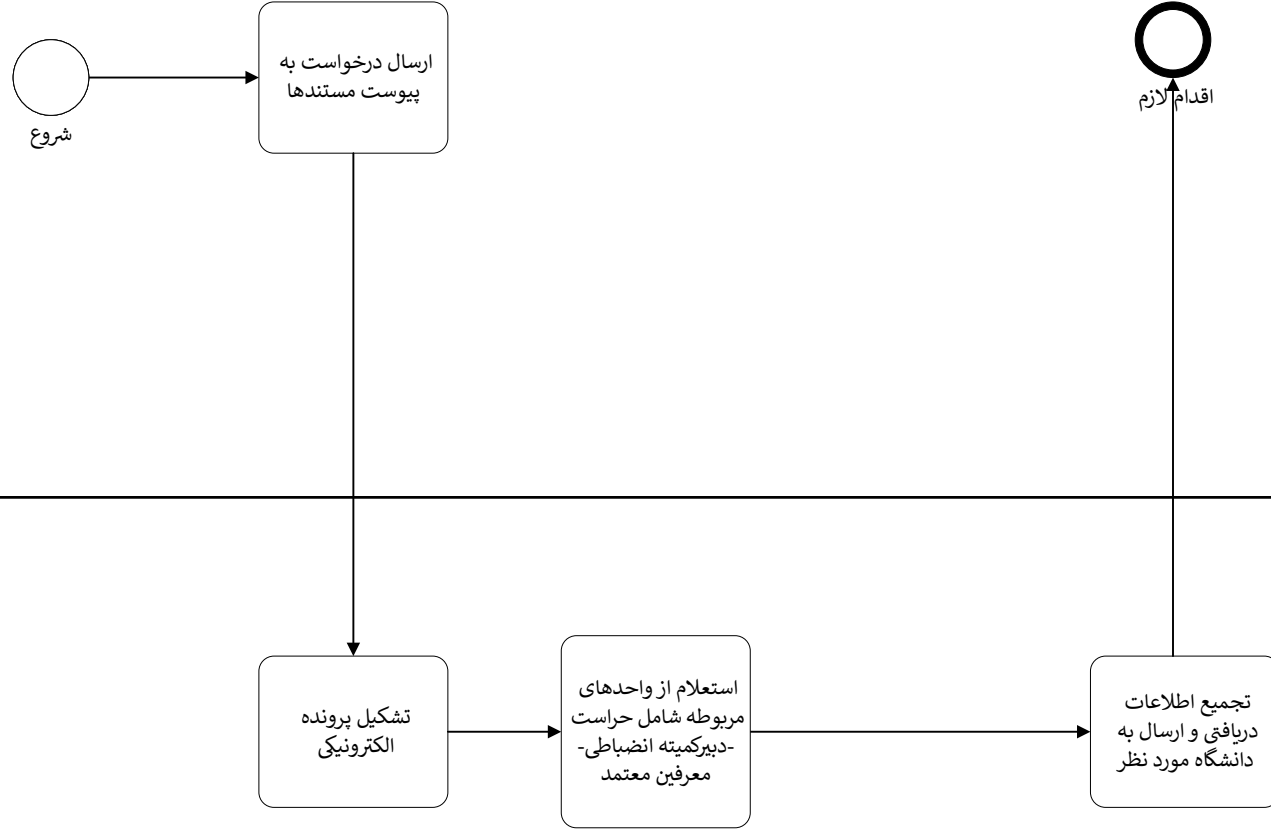 شروع
ارسال درخواست به
پیوست مستندها
اقدام لازم
تشکیل پرونده
الکترونیکی
استعلام از واحدهای
مربوطه شامل حراست
-دبیرکمیته انضباطی-
معرفین معتمد
تجمیع اطلاعات
دریافتی و ارسال به
دانشگاه مورد نظر